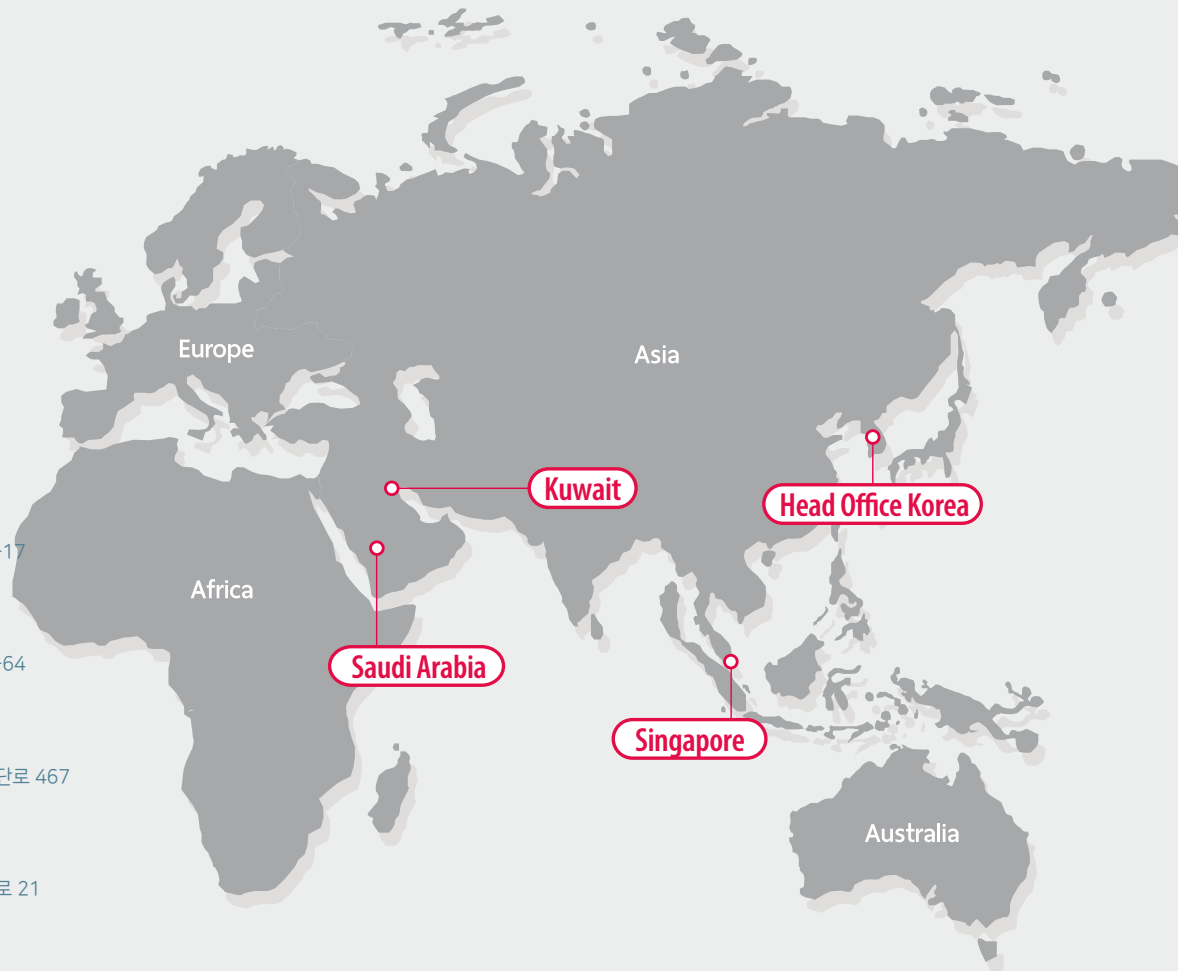 Europe
Asia
Kuwait
Head Office Korea
-17
Africa
-64
Saudi Arabia
Singapore
단로 467
Australia
로 21